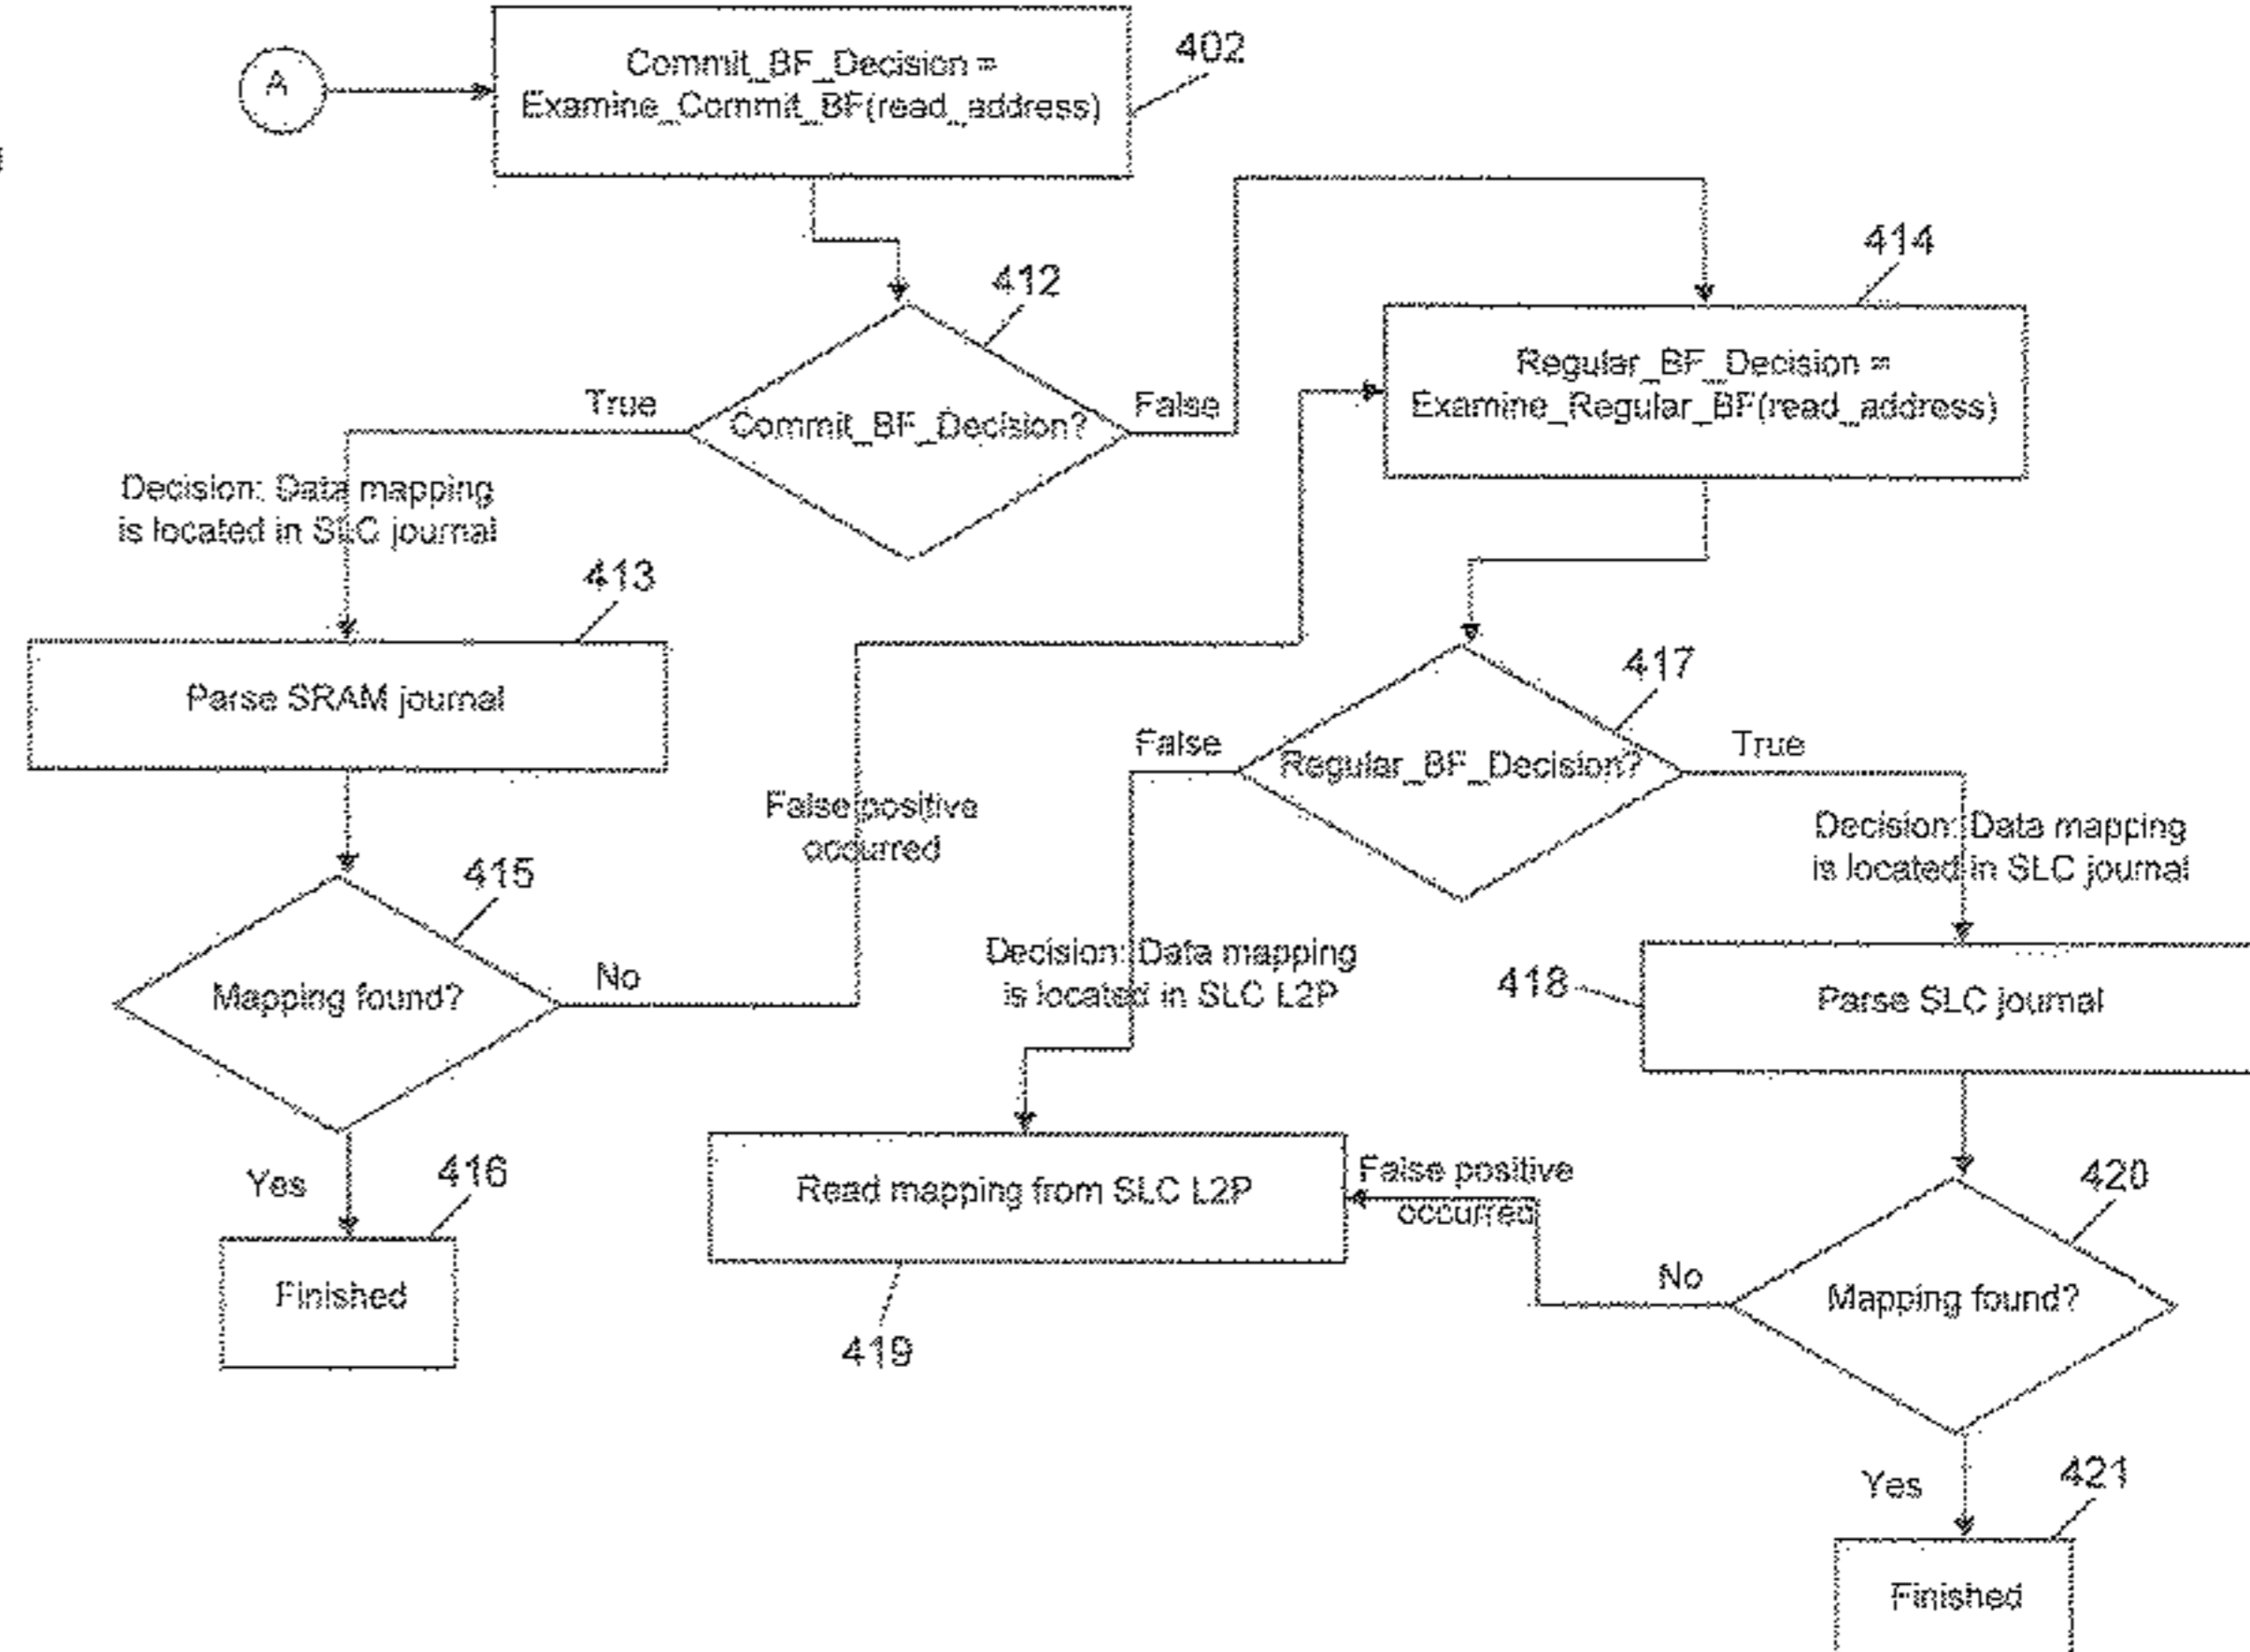 A
Commit_BF_Decision =
Examine_Commit_BF(read_address)
402
412
Commit_BF_Decision?
True
False
414
Regular_BF_Decision =
Examine_Regular_BF(read_address)
Decision: Data mapping
is located in SLC journal
413
Parse SRAM journal
417
Regular_BF_Decision?
False
True
False positive
occurred
Decision: Data mapping
is located in SLC journal
415
Mapping found?
No
Decision: Data mapping
is located in SLC L2P
418
Parse SLC journal
Yes
416
Finished
Read mapping from SLC L2P
419
False positive
occurred
420
Mapping found?
No
Yes
421
Finished